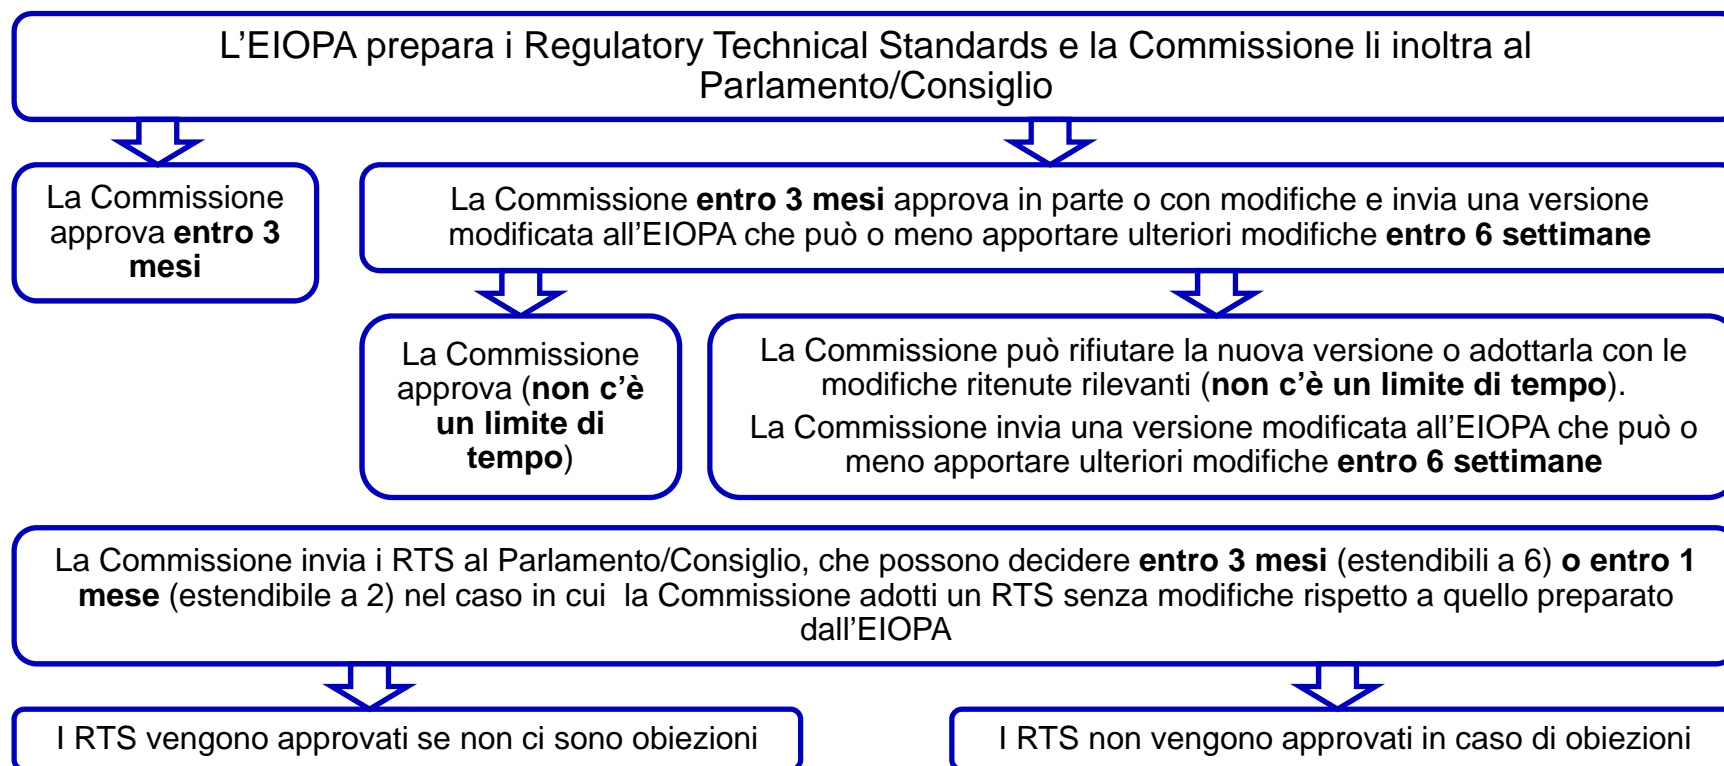 L’EIOPA prepara i Regulatory Technical Standards e la Commissione li inoltra al
Parlamento/Consiglio
La Commissione
approva entro 3
mesi
La Commissione entro 3 mesi approva in parte o con modifiche e invia una versione
modificata all’EIOPA che può o meno apportare ulteriori modifiche entro 6 settimane
La Commissione
approva (non c’è
un limite di
tempo)
La Commissione può rifiutare la nuova versione o adottarla con le
modifiche ritenute rilevanti (non c’è un limite di tempo).
La Commissione invia una versione modificata all’EIOPA che può o
meno apportare ulteriori modifiche entro 6 settimane
La Commissione invia i RTS al Parlamento/Consiglio, che possono decidere entro 3 mesi (estendibili a 6) o entro 1
mese (estendibile a 2) nel caso in cui  la Commissione adotti un RTS senza modifiche rispetto a quello preparato
dall’EIOPA
I RTS vengono approvati se non ci sono obiezioni
I RTS non vengono approvati in caso di obiezioni